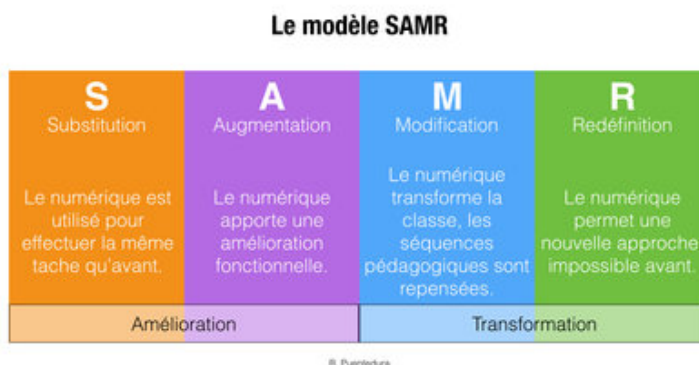 Le modèle SAMR
S
Substitution
Le numérique est
utilisé pour
effectuer la même
tache qu'avant.
A
Augmentation
Le numérique
apporte une
amélioration
fonctionnelle.
M
Modification
Le numérique
transforme la
classe, les
séquences
pédagogiques sont
repensées.
R
Redéfinition
Le numérique
permet une
nouvelle approche
impossible avant.
Amélioration
Transformation
R. Puentedura